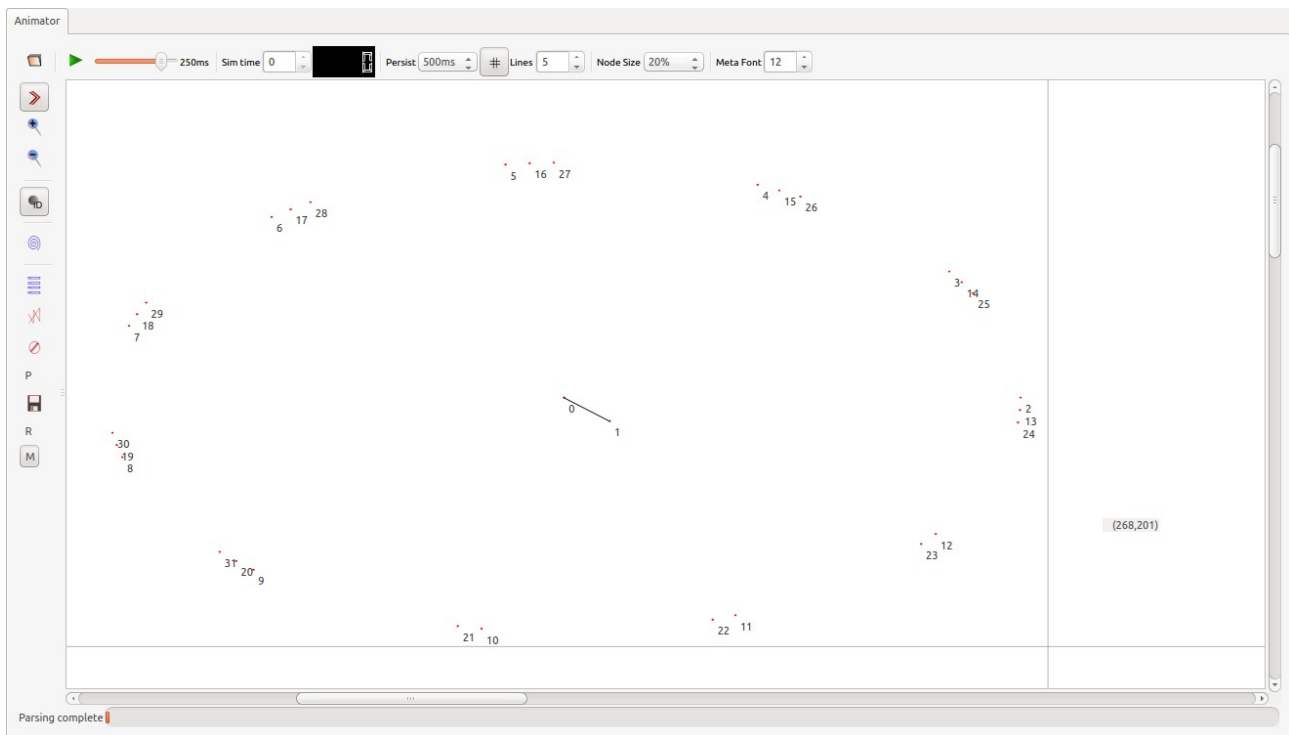 Animator
250ms Sim time 0 0 Persist 500ms # Lines 5 Node Size 20% Meta Font 12
ID
P
R
M
5 16 27
4 15 26
6 17 28
3 14 25
29
18
7
0
1
2
13
24
30
19
8
(268,201)
12
23
31 20 9
21 10
22 11
Parsing complete